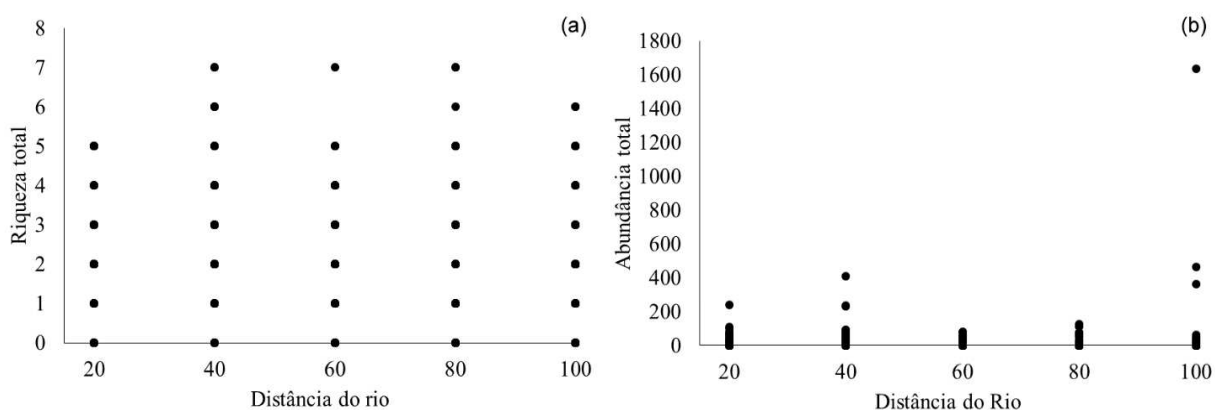 (a)
8
7
6
5
4
3
2
1
0
Riqueza total
20 40 60 80 100
Distância do rio
(b)
1800
1600
1400
1200
1000
800
600
400
200
0
Abundância total
20 40 60 80 100
Distância do Rio